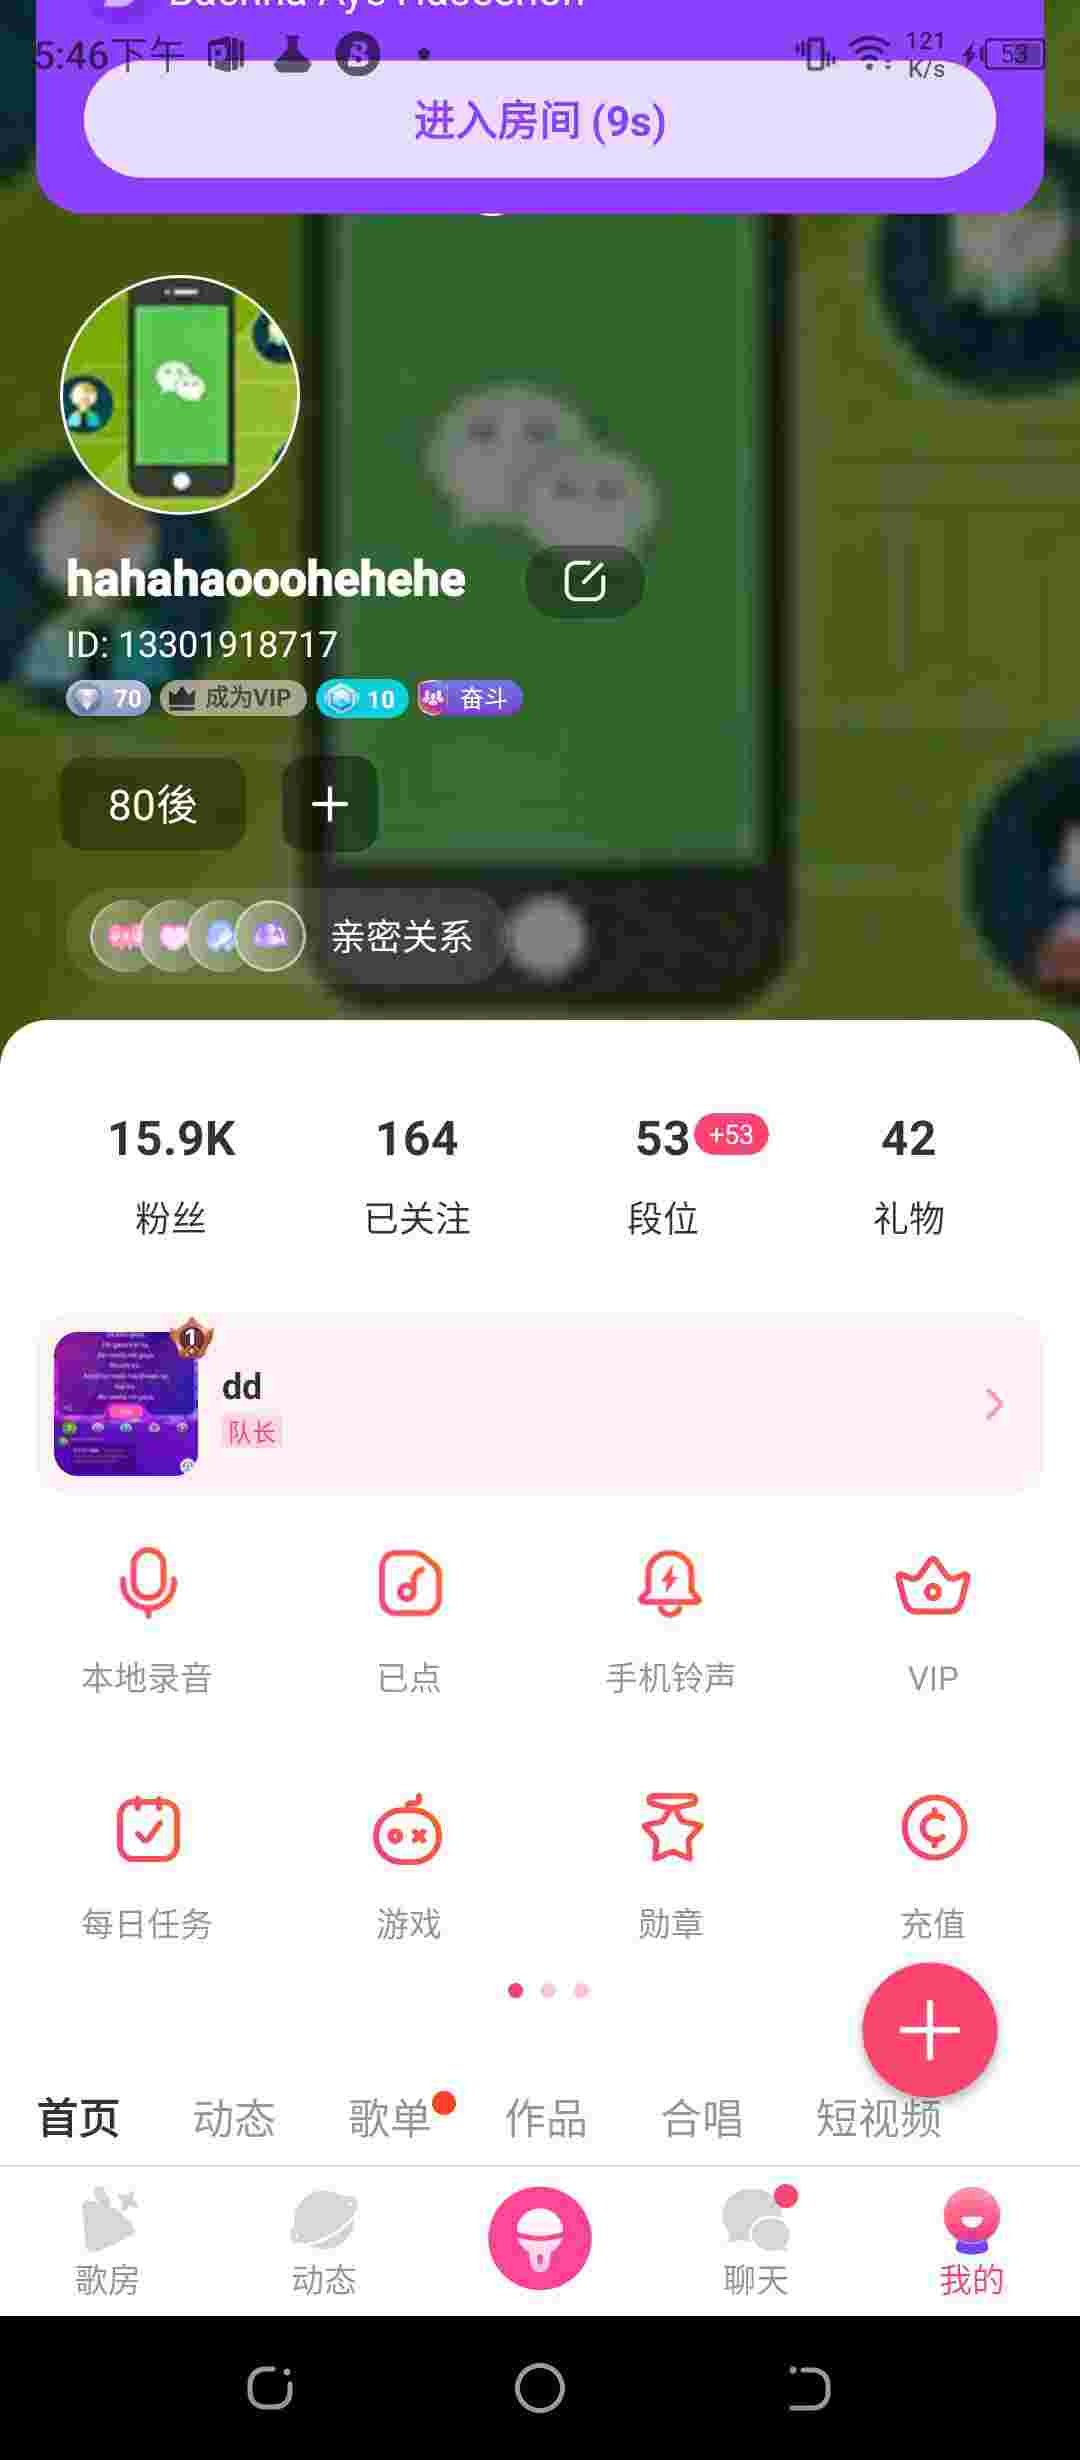 5:46下午
121
K/s
53
进入房间 (9s)
hahahaooohehehe
ID: 13301918717
70 成为VIP 10 奋斗
80後
亲密关系
15.9K 164 53 +53 42
粉丝 已关注 段位 礼物
1
dd
队长
本地录音 已点 手机铃声 VIP
每日任务 游戏 勋章 充值
首页 动态 歌单 作品 合唱 短视频
歌房 动态 聊天 我的